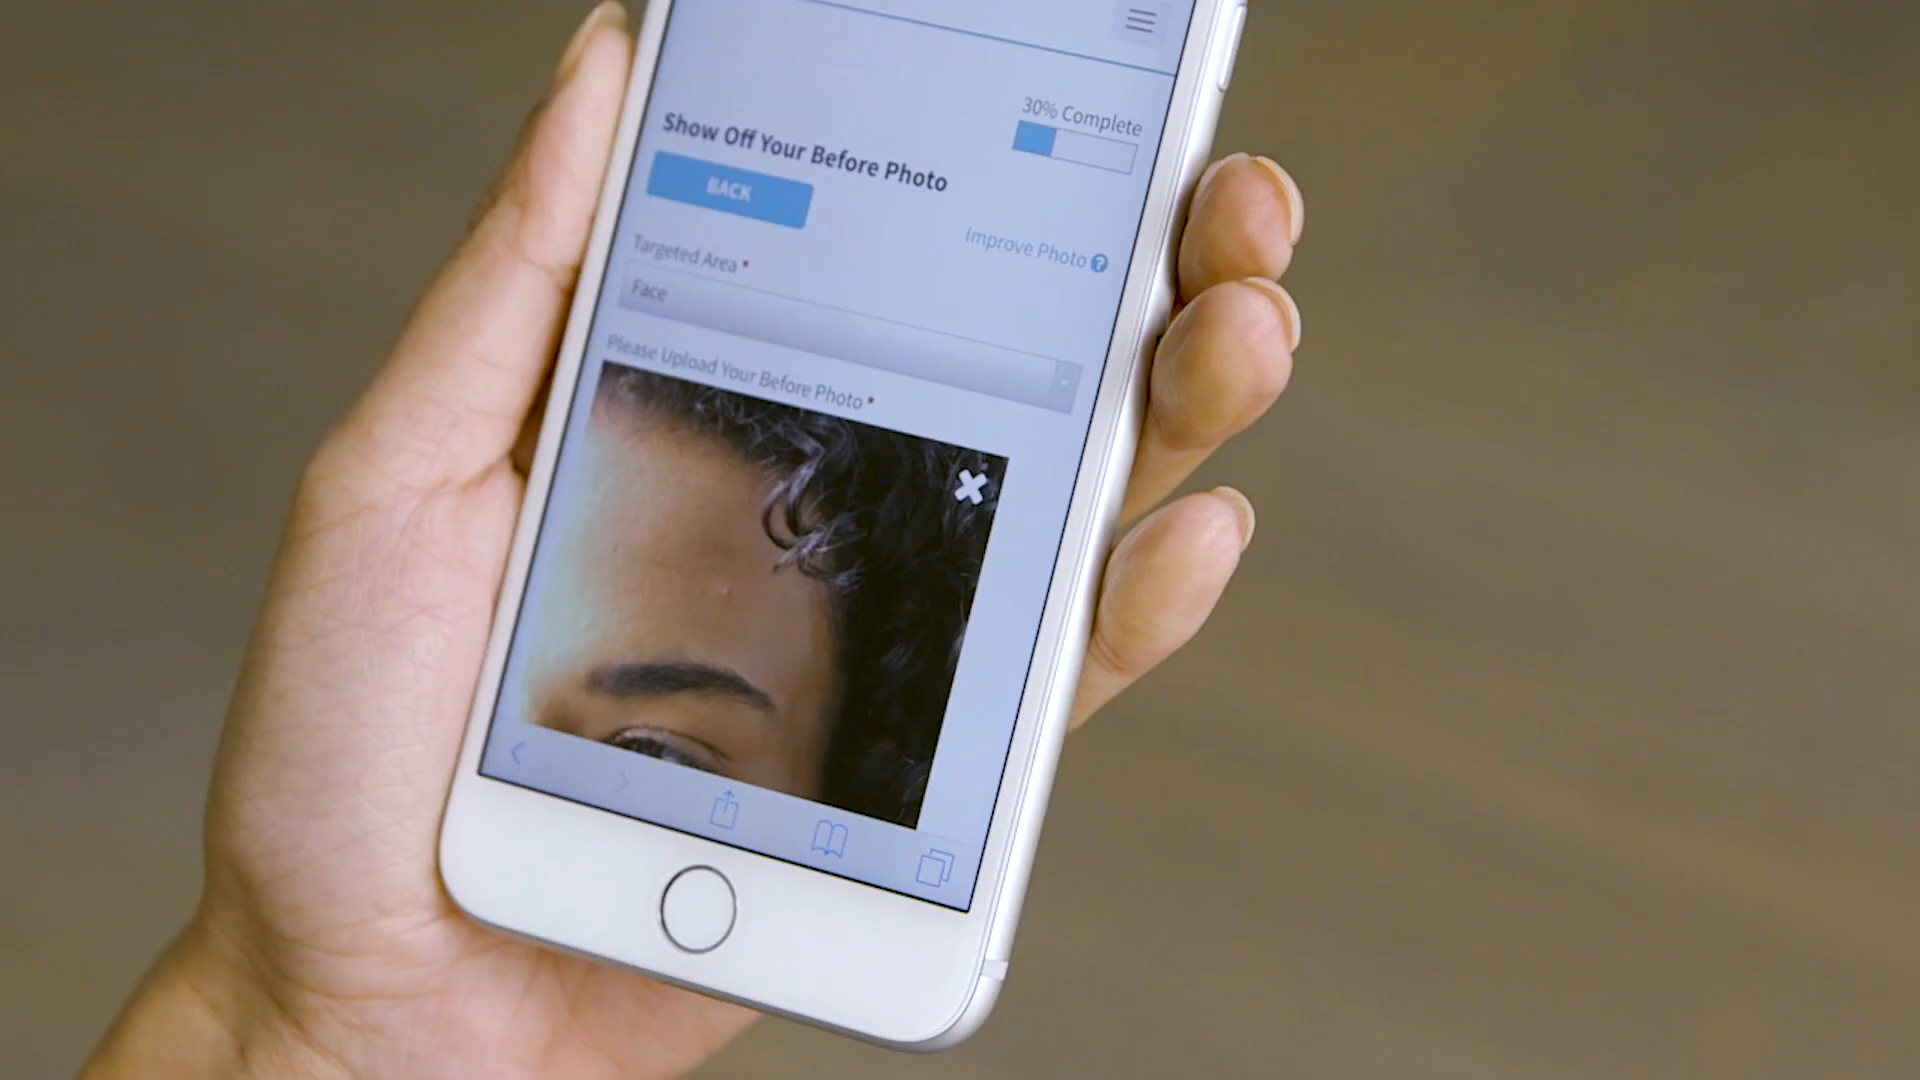 30% Complete
Show Off Your Before Photo
BACK
Improve Photo ?
Targeted Area *
Face
Please Upload Your Before Photo *